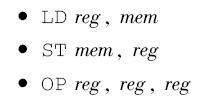 • LD reg, mem
• ST mem, reg
• OP reg, reg, reg